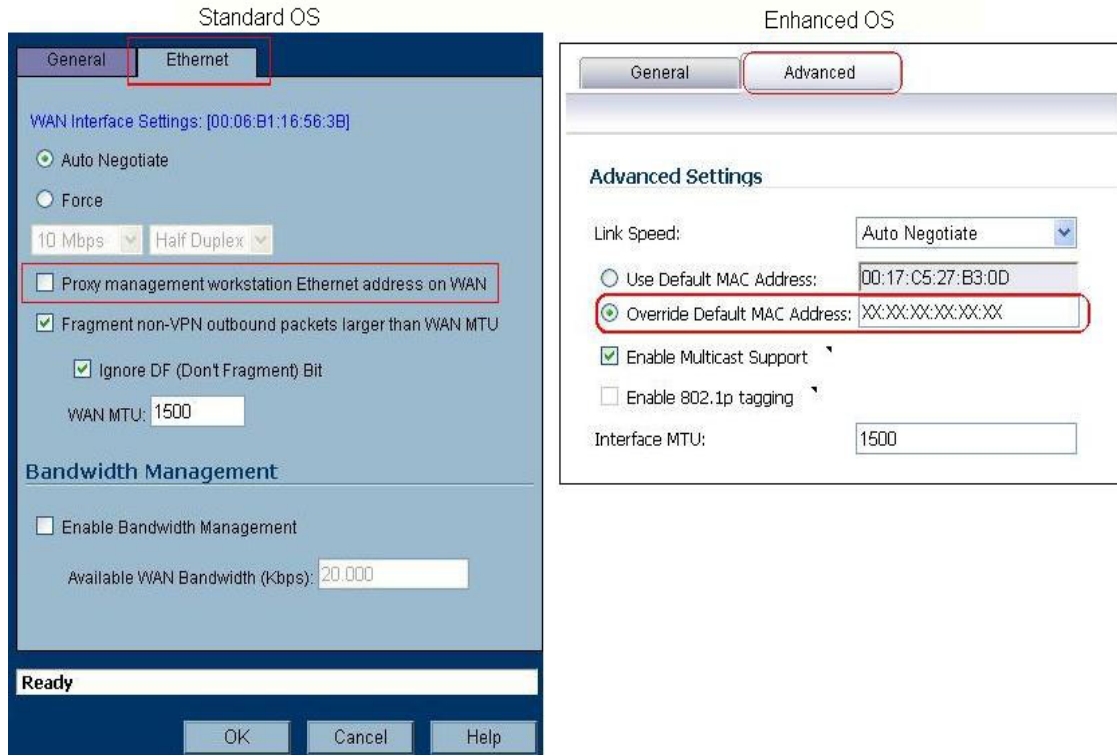 Standard OS
General Ethernet
WAN Interface Settings: [00:06:B1:16:56:3B]
Auto Negotiate
Force
10 Mbps Half Duplex
Proxy management workstation Ethernet address on WAN
Fragment non-VPN outbound packets larger than WAN MTU
Ignore DF (Don't Fragment) Bit
WAN MTU: 1500
Bandwidth Management
Enable Bandwidth Management
Available WAN Bandwidth (Kbps): 20.000
Ready
OK Cancel Help
Enhanced OS
General Advanced
Advanced Settings
Link Speed: Auto Negotiate
Use Default MAC Address: 00:17:C5:27:B3:0D
Override Default MAC Address: XX:XX:XX:XX:XX:XX
Enable Multicast Support
Enable 802.1p tagging
Interface MTU: 1500